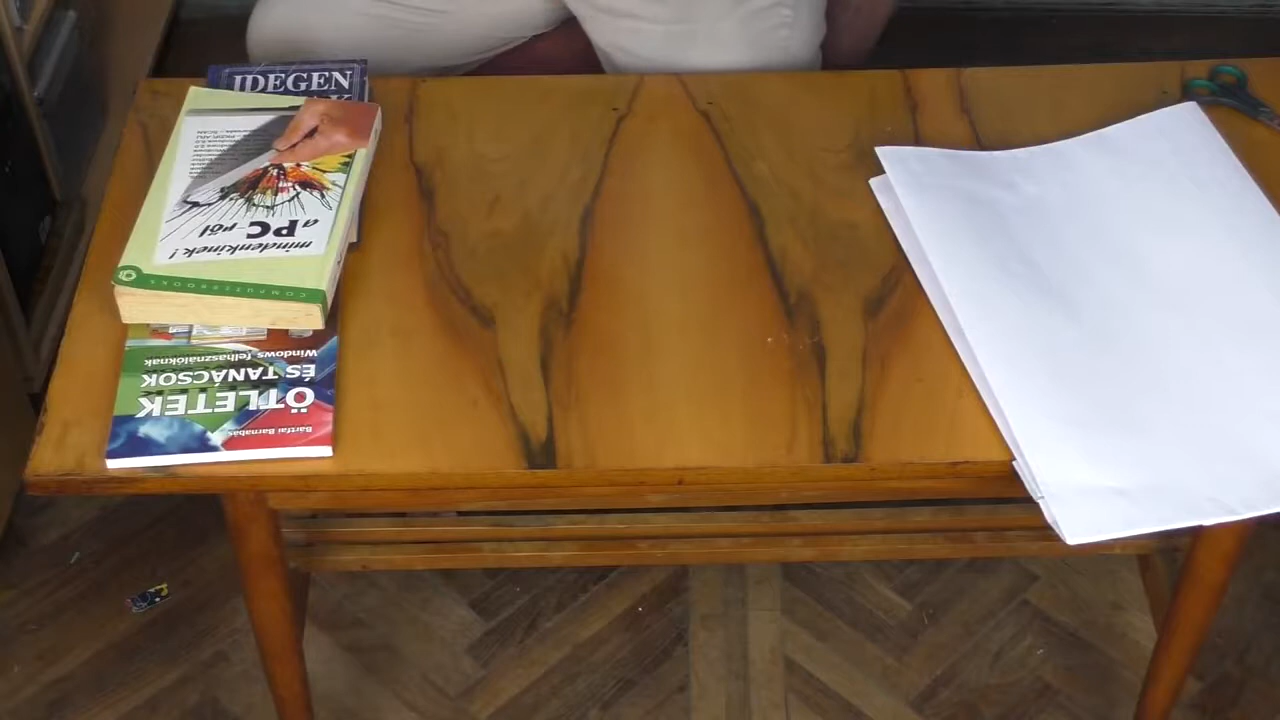 IDEGEN
a PC-ről
mindenkinek!
COMPUTERBOOKS
Bártfai Barnabás
ÖTLETEK
ÉS TANÁCSOK
Windows felhasználóknak